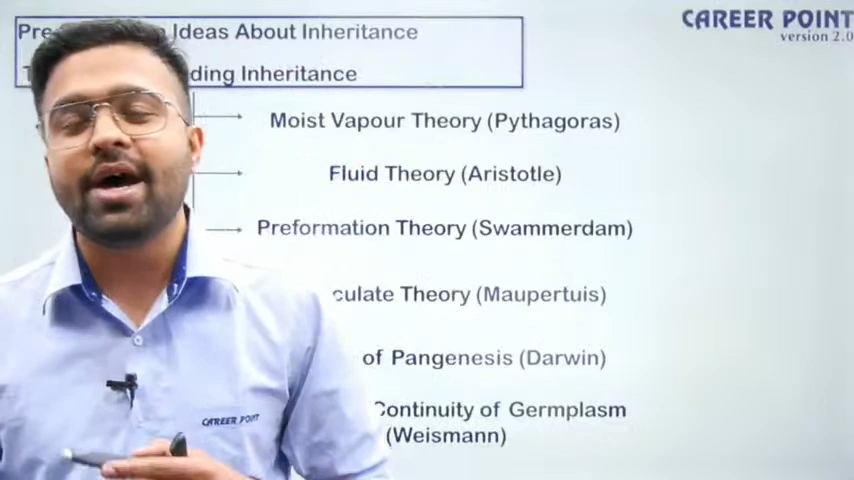 Pre Ideas About Inheritance
CAREER POINT
version 2.0
ding Inheritance
Moist Vapour Theory (Pythagoras)
Fluid Theory (Aristotle)
Preformation Theory (Swammerdam)
culate Theory (Maupertuis)
of Pangenesis (Darwin)
Continuity of Germplasm
(Weismann)
CAREER POINT